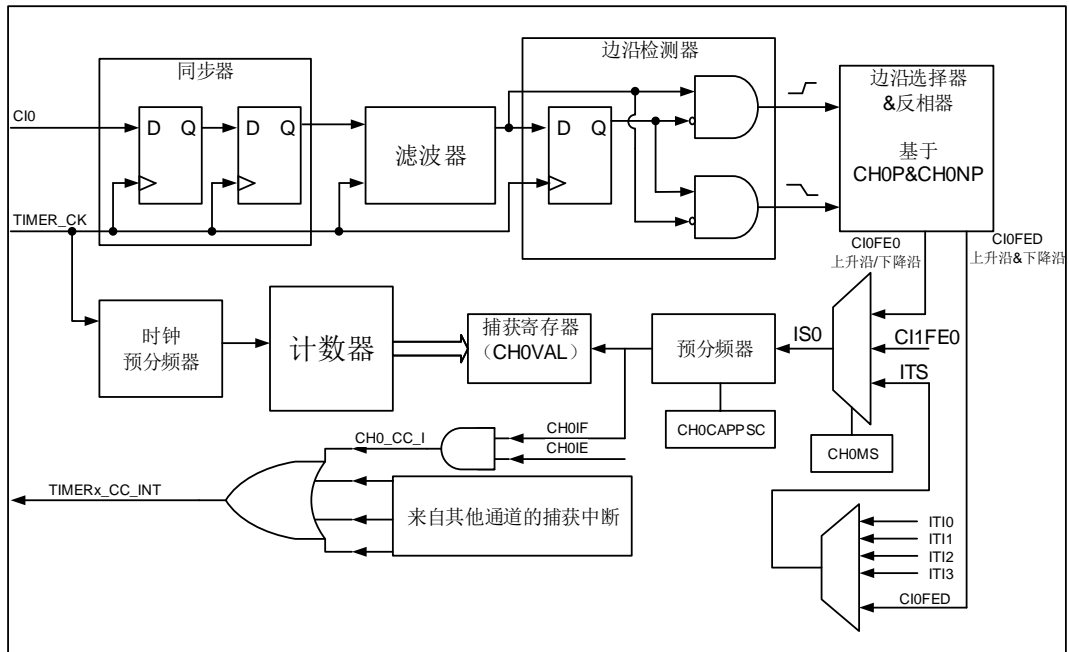 同步器
边沿检测器
CI0
D Q
D Q
滤波器
D Q
边沿选择器
&反相器
基于
CH0P&CH0NP
TIMER_CK
CI0FE0
上升沿/下降沿
CI0FED
上升沿&下降沿
时钟
预分频器
计数器
捕获寄存器
（CH0VAL）
预分频器
IS0
CI1FE0
ITS
CH0CAPPSC
CH0MS
CH0_CC_I
CH0IF
CH0IE
TIMERx_CC_INT
来自其他通道的捕获中断
ITI0
ITI1
ITI2
ITI3
CI0FED